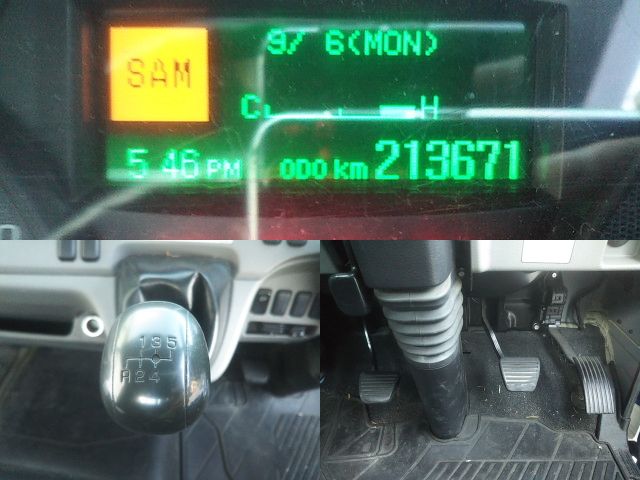 9/ 6(MON)
SAM
C H
5 46 PM ODO km 213671
1 3 5
R 2 4